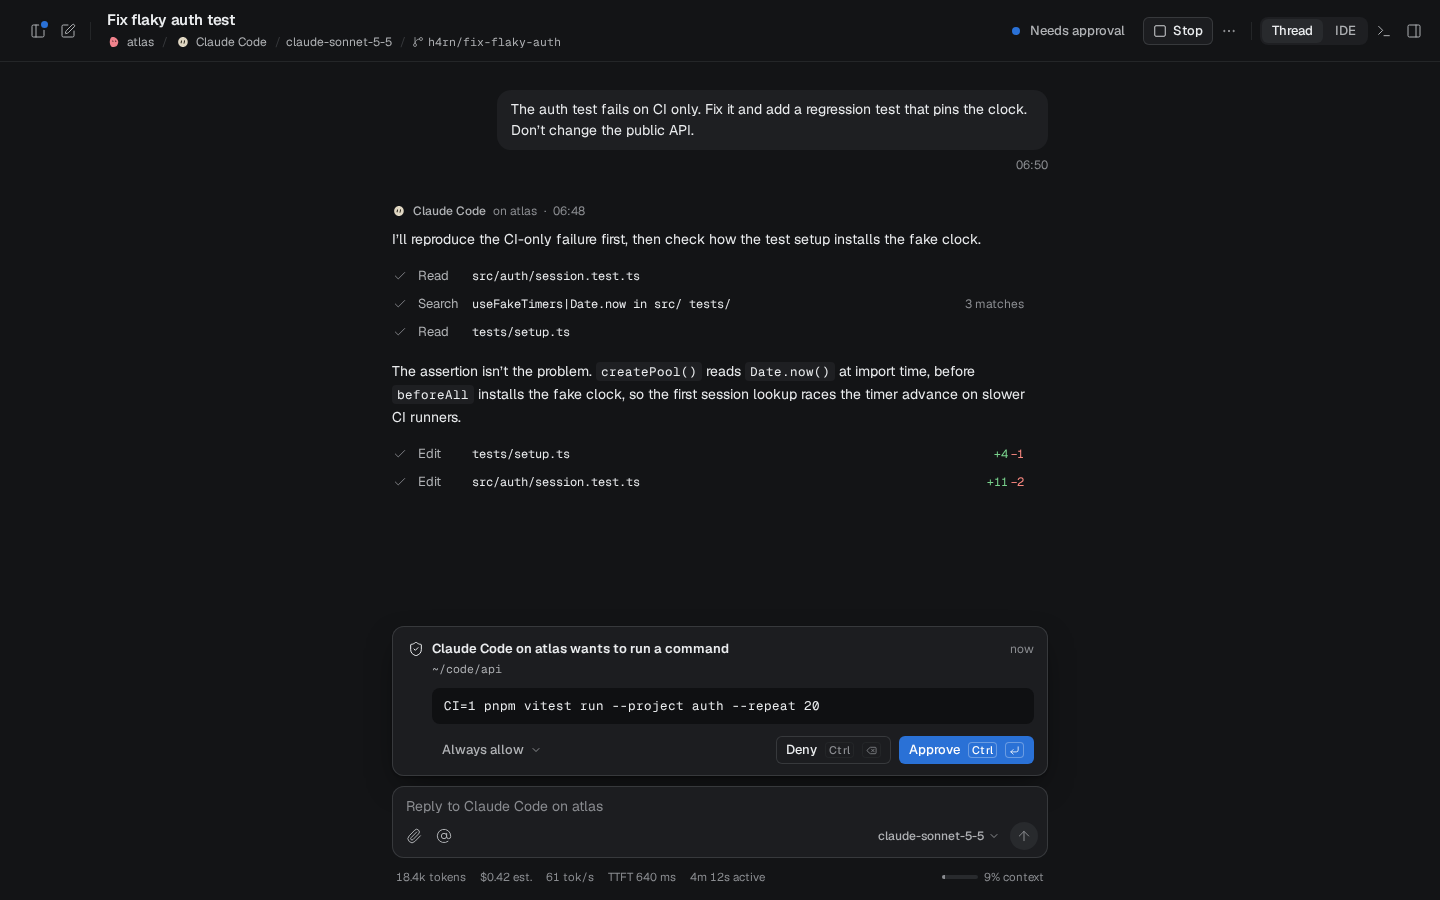 Fix flaky auth test
atlas / Claude Code / claude-sonnet-5-5 / h4rn/fix-flaky-auth
Needs approval
Stop
Thread
IDE
The auth test fails on CI only. Fix it and add a regression test that pins the clock.
Don’t change the public API.
06:50
Claude Code on atlas · 06:48
I’ll reproduce the CI-only failure first, then check how the test setup installs the fake clock.
Read src/auth/session.test.ts
Search useFakeTimers|Date.now in src/ tests/ 3 matches
Read tests/setup.ts
The assertion isn’t the problem. createPool() reads Date.now() at import time, before
beforeAll installs the fake clock, so the first session lookup races the timer advance on slower
CI runners.
Edit tests/setup.ts +4 −1
Edit src/auth/session.test.ts +11 −2
Claude Code on atlas wants to run a command now
~/code/api
CI=1 pnpm vitest run --project auth --repeat 20
Always allow
Deny Ctrl
Approve Ctrl
Reply to Claude Code on atlas
claude-sonnet-5-5
18.4k tokens $0.42 est. 61 tok/s TTFT 640 ms 4m 12s active 9% context